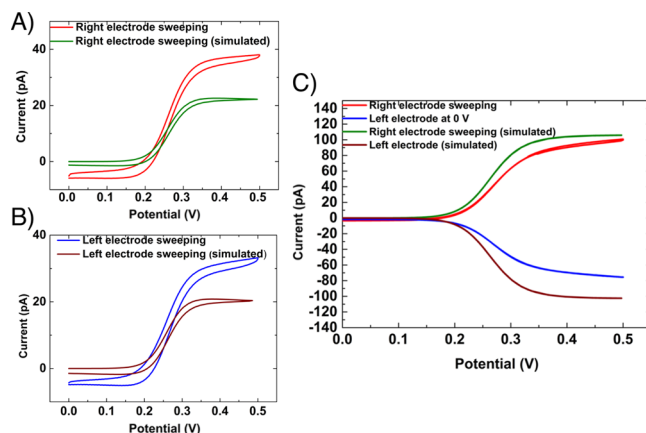 A)
Right electrode sweeping
Right electrode sweeping (simulated)
40
20
0
Current (pA)
0.0 0.1 0.2 0.3 0.4 0.5
Potential (V)
B)
Left electrode sweeping
Left electrode sweeping (simulated)
40
20
0
Current (pA)
0.0 0.1 0.2 0.3 0.4 0.5
Potential (V)
C)
Right electrode sweeping
Left electrode at 0 V
Right electrode sweeping (simulated)
Left electrode (simulated)
140
120
100
80
60
40
20
0
-20
-40
-60
-80
-100
-120
-140
Current (pA)
0.0 0.1 0.2 0.3 0.4 0.5
Potential (V)